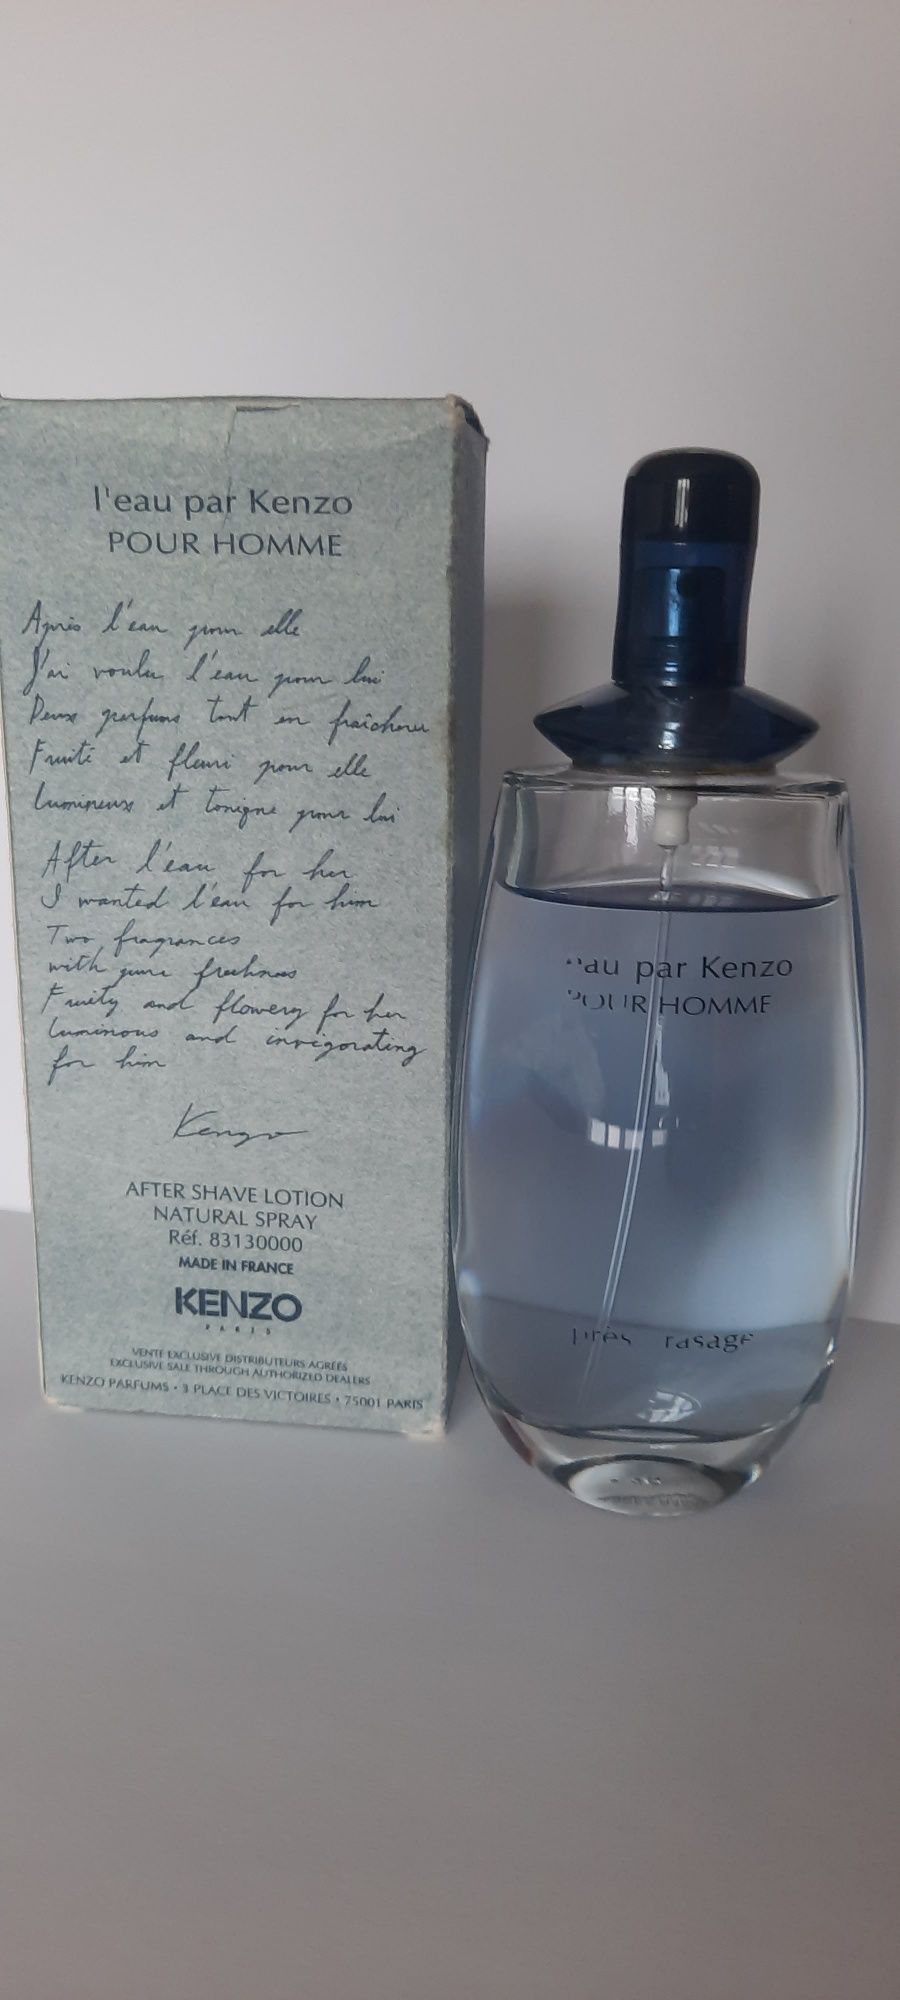 l'eau par Kenzo
POUR HOMME
Après l'eau pour elle
J'ai voulu l'eau pour lui
Deux parfums tout en fraîcheur
Fruité et fleuri pour elle
lumineux et tonique pour lui
After l'eau for her
I wanted l'eau for him
Two fragrances
with pure freshness
Fruity and flowery for her
luminous and invigorating
for him
Kenzo
AFTER SHAVE LOTION
NATURAL SPRAY
Réf. 83130000
MADE IN FRANCE
KENZO
PARIS
VENTE EXCLUSIVE DISTRIBUTEURS AGRÉÉS
EXCLUSIVE SALE THROUGH AUTHORIZED DEALERS
KENZO PARFUMS • 3 PLACE DES VICTOIRES • 75001 PARIS
eau par Kenzo
POUR HOMME
près rasage